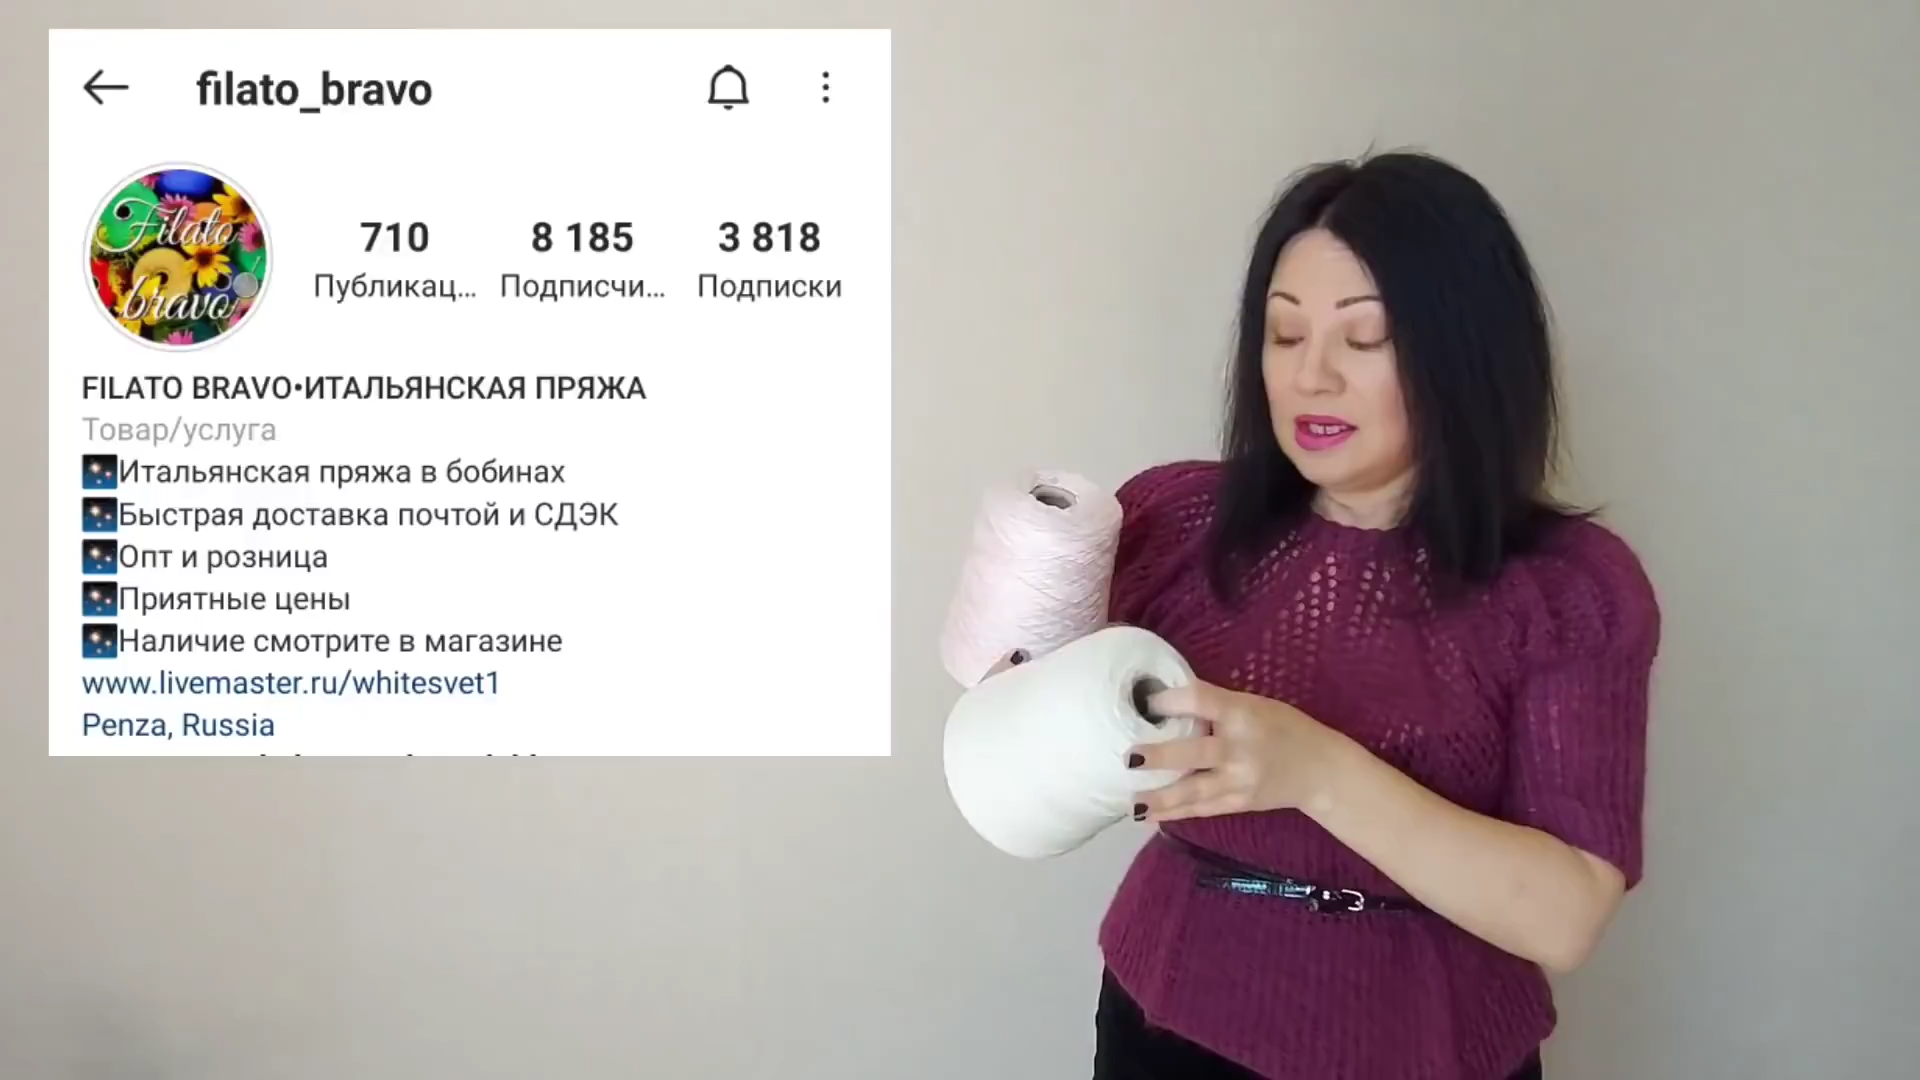 filato_bravo
Filato
bravo
710
8 185
3 818
Публикац...
Подписчи...
Подписки
FILATO BRAVO•ИТАЛЬЯНСКАЯ ПРЯЖА
Товар/услуга
Итальянская пряжа в бобинах
Быстрая доставка почтой и СДЭК
Опт и розница
Приятные цены
Наличие смотрите в магазине
www.livemaster.ru/whitesvet1
Penza, Russia